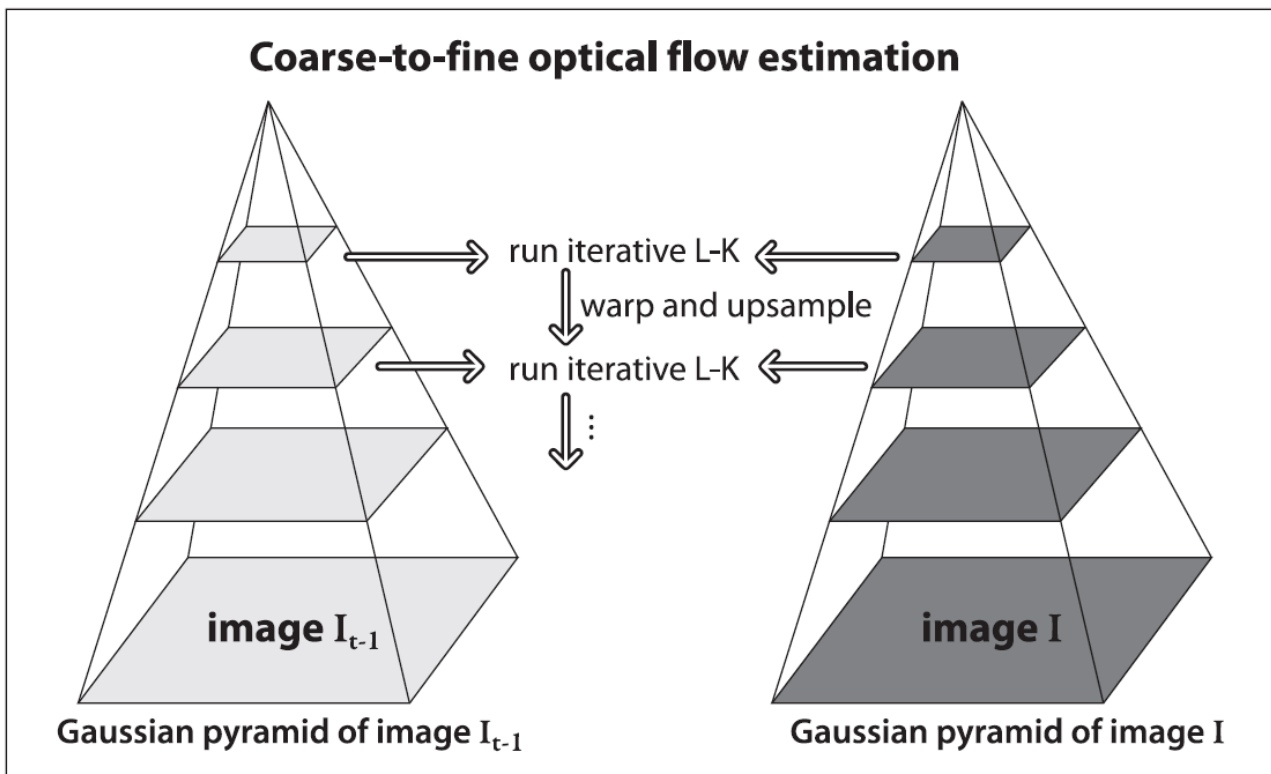 Coarse-to-fine optical flow estimation
run iterative L-K
warp and upsample
run iterative L-K
⋮
image Iₜ₋₁
image I
Gaussian pyramid of image Iₜ₋₁
Gaussian pyramid of image I